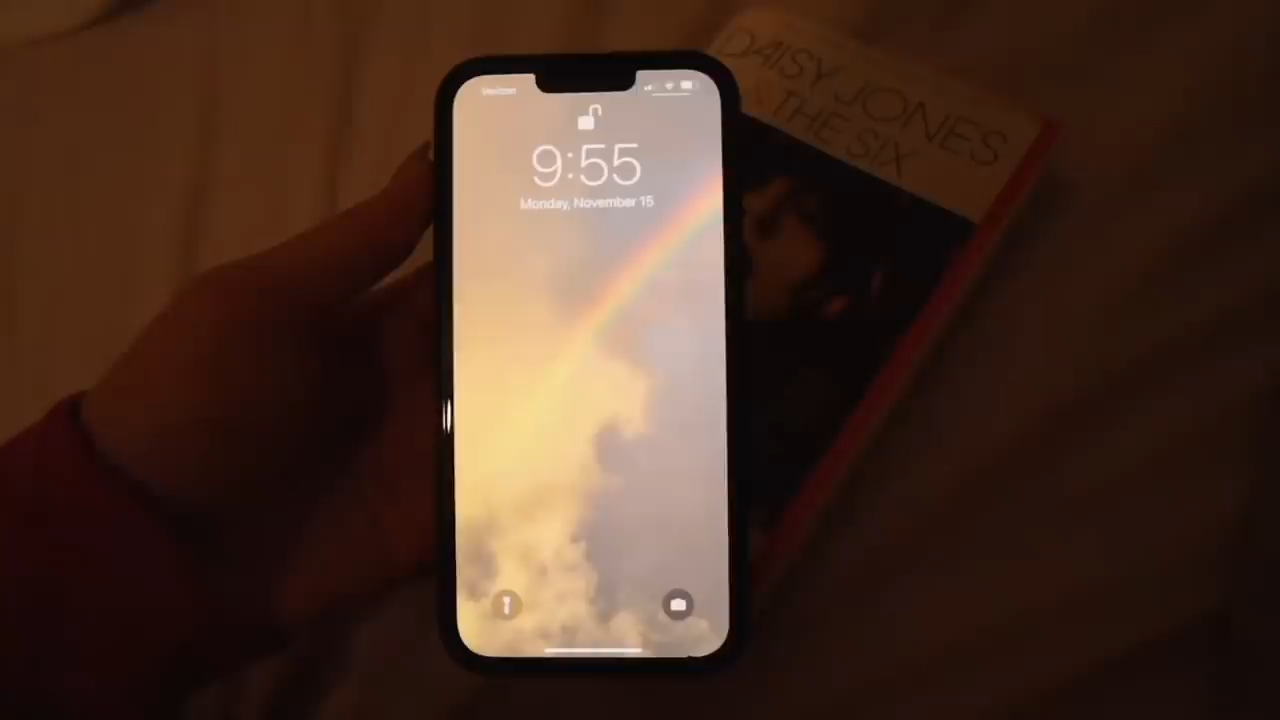 Verizon
9:55
Monday, November 15
DAISY JONES
& THE SIX